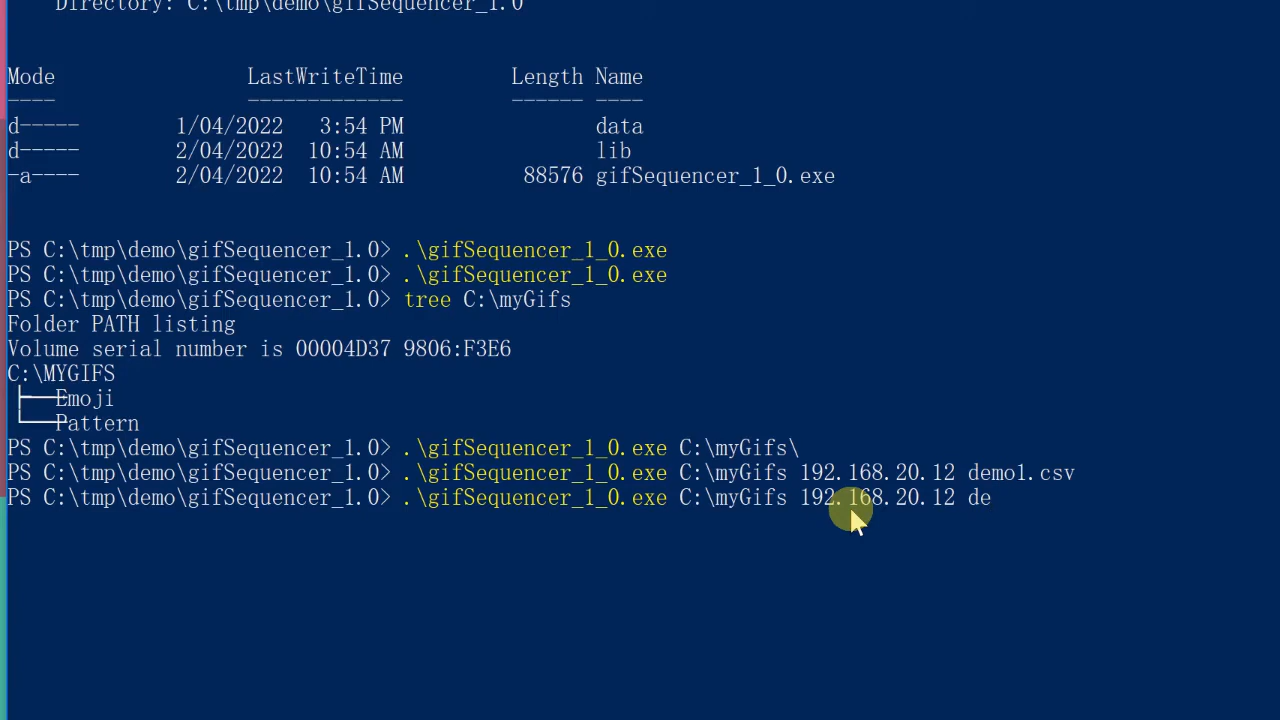 Directory: C:\tmp\demo\gifSequencer_1.0
Mode LastWriteTime Length Name
---- ------------- ------ ----
d----- 1/04/2022 3:54 PM data
d----- 2/04/2022 10:54 AM lib
-a---- 2/04/2022 10:54 AM 88576 gifSequencer_1_0.exe
PS C:\tmp\demo\gifSequencer_1.0> .\gifSequencer_1_0.exe
PS C:\tmp\demo\gifSequencer_1.0> .\gifSequencer_1_0.exe
PS C:\tmp\demo\gifSequencer_1.0> tree C:\myGifs
Folder PATH listing
Volume serial number is 00004D37 9806:F3E6
C:\MYGIFS
├───Emoji
└───Pattern
PS C:\tmp\demo\gifSequencer_1.0> .\gifSequencer_1_0.exe C:\myGifs\
PS C:\tmp\demo\gifSequencer_1.0> .\gifSequencer_1_0.exe C:\myGifs 192.168.20.12 demo1.csv
PS C:\tmp\demo\gifSequencer_1.0> .\gifSequencer_1_0.exe C:\myGifs 192.168.20.12 de